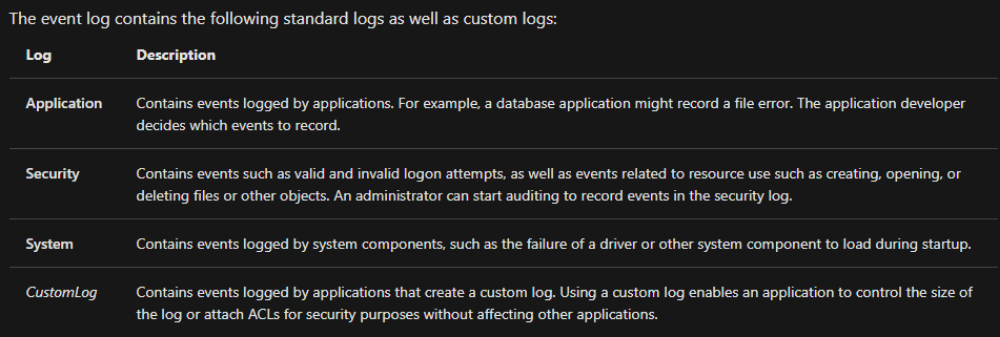 The event log contains the following standard logs as well as custom logs:
Log Description
Application Contains events logged by applications. For example, a database application might record a file error. The application developer
decides which events to record.
Security Contains events such as valid and invalid logon attempts, as well as events related to resource use such as creating, opening, or
deleting files or other objects. An administrator can start auditing to record events in the security log.
System Contains events logged by system components, such as the failure of a driver or other system component to load during startup.
CustomLog Contains events logged by applications that create a custom log. Using a custom log enables an application to control the size of
the log or attach ACLs for security purposes without affecting other applications.